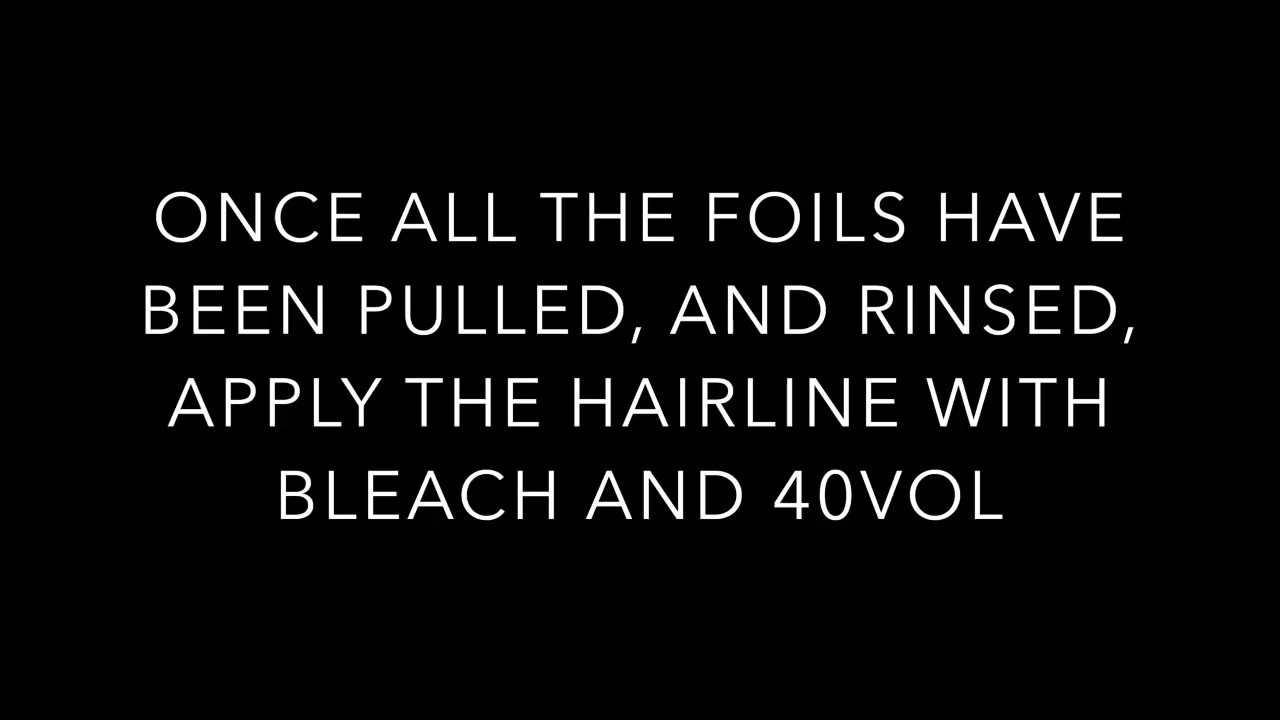 ONCE ALL THE FOILS HAVE
BEEN PULLED, AND RINSED,
APPLY THE HAIRLINE WITH
BLEACH AND 40VOL